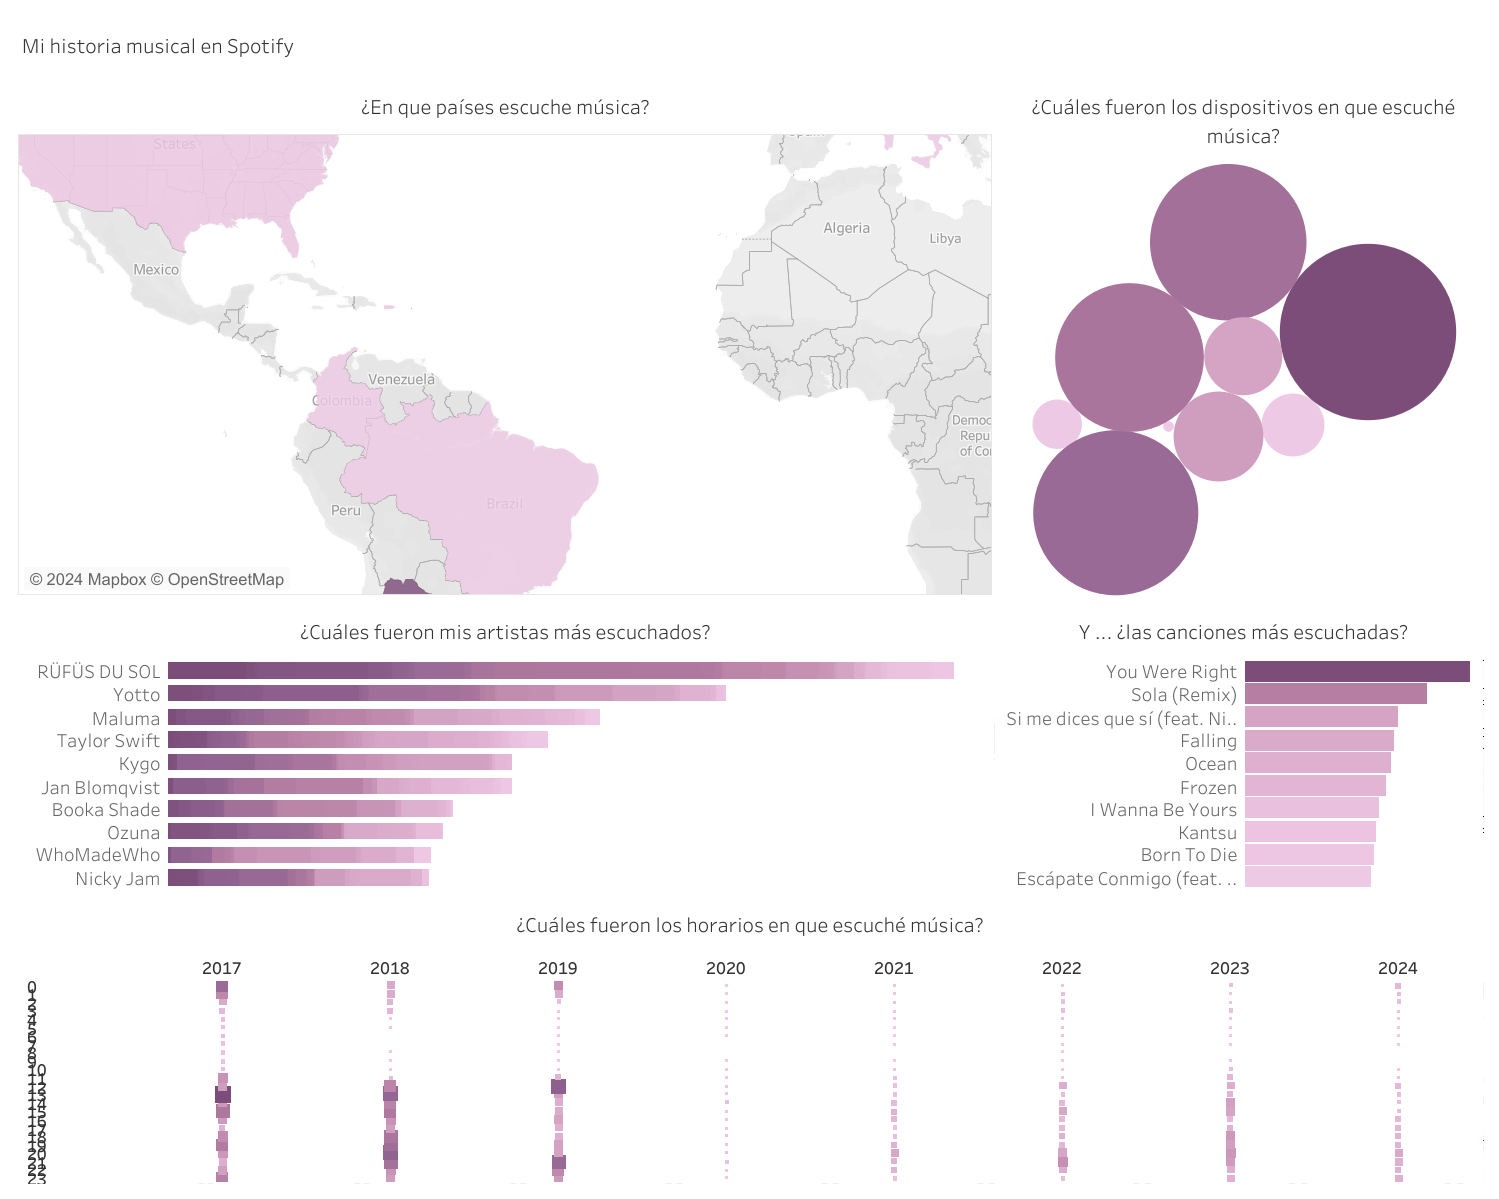 Mi historia musical en Spotify
¿En que países escuche música?
¿Cuáles fueron los dispositivos en que escuché
música?
States
Mexico
Venezuela
Colombia
Brazil
Peru
Algeria
Libya
Democ
Repu
of Co
© 2024 Mapbox © OpenStreetMap
¿Cuáles fueron mis artistas más escuchados?
RÜFÜS DU SOL
Yotto
Maluma
Taylor Swift
Kygo
Jan Blomqvist
Booka Shade
Ozuna
WhoMadeWho
Nicky Jam
Y ... ¿las canciones más escuchadas?
You Were Right
Sola (Remix)
Si me dices que sí (feat. Ni..
Falling
Ocean
Frozen
I Wanna Be Yours
Kantsu
Born To Die
Escápate Conmigo (feat. ..
¿Cuáles fueron los horarios en que escuché música?
2017 2018 2019 2020 2021 2022 2023 2024
0
1
2
3
4
5
6
7
8
9
10
11
12
13
14
15
16
17
18
19
20
21
22
23